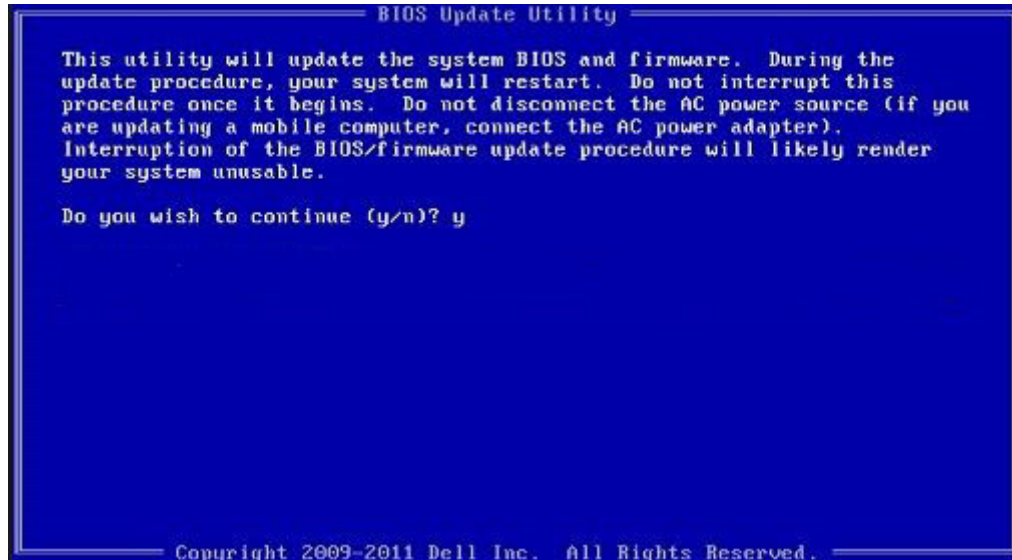 BIOS Update Utility
This utility will update the system BIOS and firmware. During the
update procedure, your system will restart. Do not interrupt this
procedure once it begins. Do not disconnect the AC power source (if you
are updating a mobile computer, connect the AC power adapter).
Interruption of the BIOS/firmware update procedure will likely render
your system unusable.
Do you wish to continue (y/n)? y
Copyright 2009-2011 Dell Inc. All Rights Reserved.